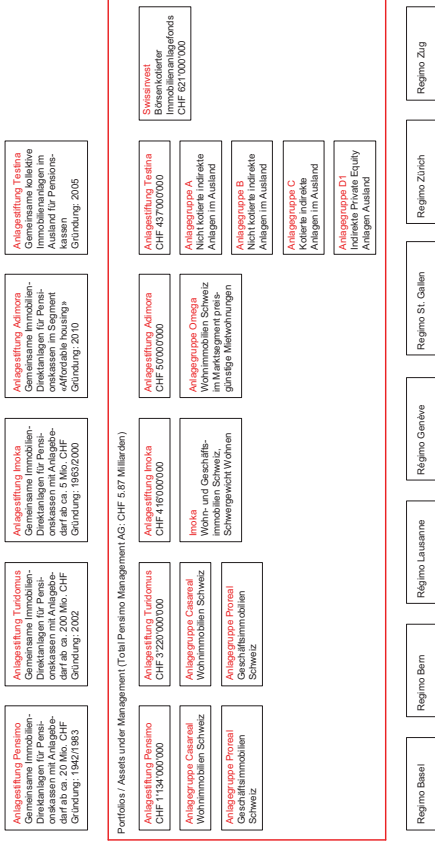 Anlagestiftung Pensimo
Gemeinsame Immobilien-
Direktanlagen für Pensi-
onskassen mit Anlagebe-
darf ab ca. 20 Mio. CHF
Gründung: 1942/1983
Anlagestiftung Turidomus
Gemeinsame Immobilien-
Direktanlagen für Pensi-
onskassen mit Anlagebe-
darf ab ca. 200 Mio. CHF
Gründung: 2002
Anlagestiftung Imoka
Gemeinsame Immobilien-
Direktanlagen für Pensi-
onskassen mit Anlagebe-
darf ab ca. 5 Mio. CHF
Gründung: 1963/2000
Anlagestiftung Adimora
Gemeinsame Immobilien-
Direktanlagen für Pensi-
onskassen im Segment
«Affordable housing»
Gründung: 2010
Anlagestiftung Testina
Gemeinsame kollektive
Immobilienanlagen im
Ausland für Pensions-
kassen
Gründung: 2005
Portfolios / Assets under Management (Total Pensimo Management AG: CHF 5.87 Milliarden)
Anlagestiftung Pensimo
CHF 1'134'000'000
Anlagestiftung Turidomus
CHF 3'220'000'000
Anlagestiftung Imoka
CHF 416'000'000
Anlagestiftung Adimora
CHF 50'000'000
Anlagestiftung Testina
CHF 437'000'000
Swissinvest
Börsenkotierter
Immobilienanlagefonds
CHF 621'000'000
Anlagegruppe Casareal
Wohnimmobilien Schweiz
Anlagegruppe Casareal
Wohnimmobilien Schweiz
Imoka
Wohn- und Geschäfts-
immobilien Schweiz,
Schwergewicht Wohnen
Anlagegruppe Omega
Wohnimmobilien Schweiz
im Marktsegment preis-
günstige Mietwohnungen
Anlagegruppe A
Nicht kotierte indirekte
Anlagen im Ausland
Anlagegruppe Proreal
Geschäftsimmobilien
Schweiz
Anlagegruppe Proreal
Geschäftsimmobilien
Schweiz
Anlagegruppe B
Nicht kotierte indirekte
Anlagen im Ausland
Anlagegruppe C
Kotierte indirekte
Anlagen im Ausland
Anlagegruppe D1
Indirekte Private Equity
Anlagen Ausland
Regimo Basel
Regimo Bern
Régimo Lausanne
Régimo Genève
Regimo St. Gallen
Regimo Zürich
Regimo Zug